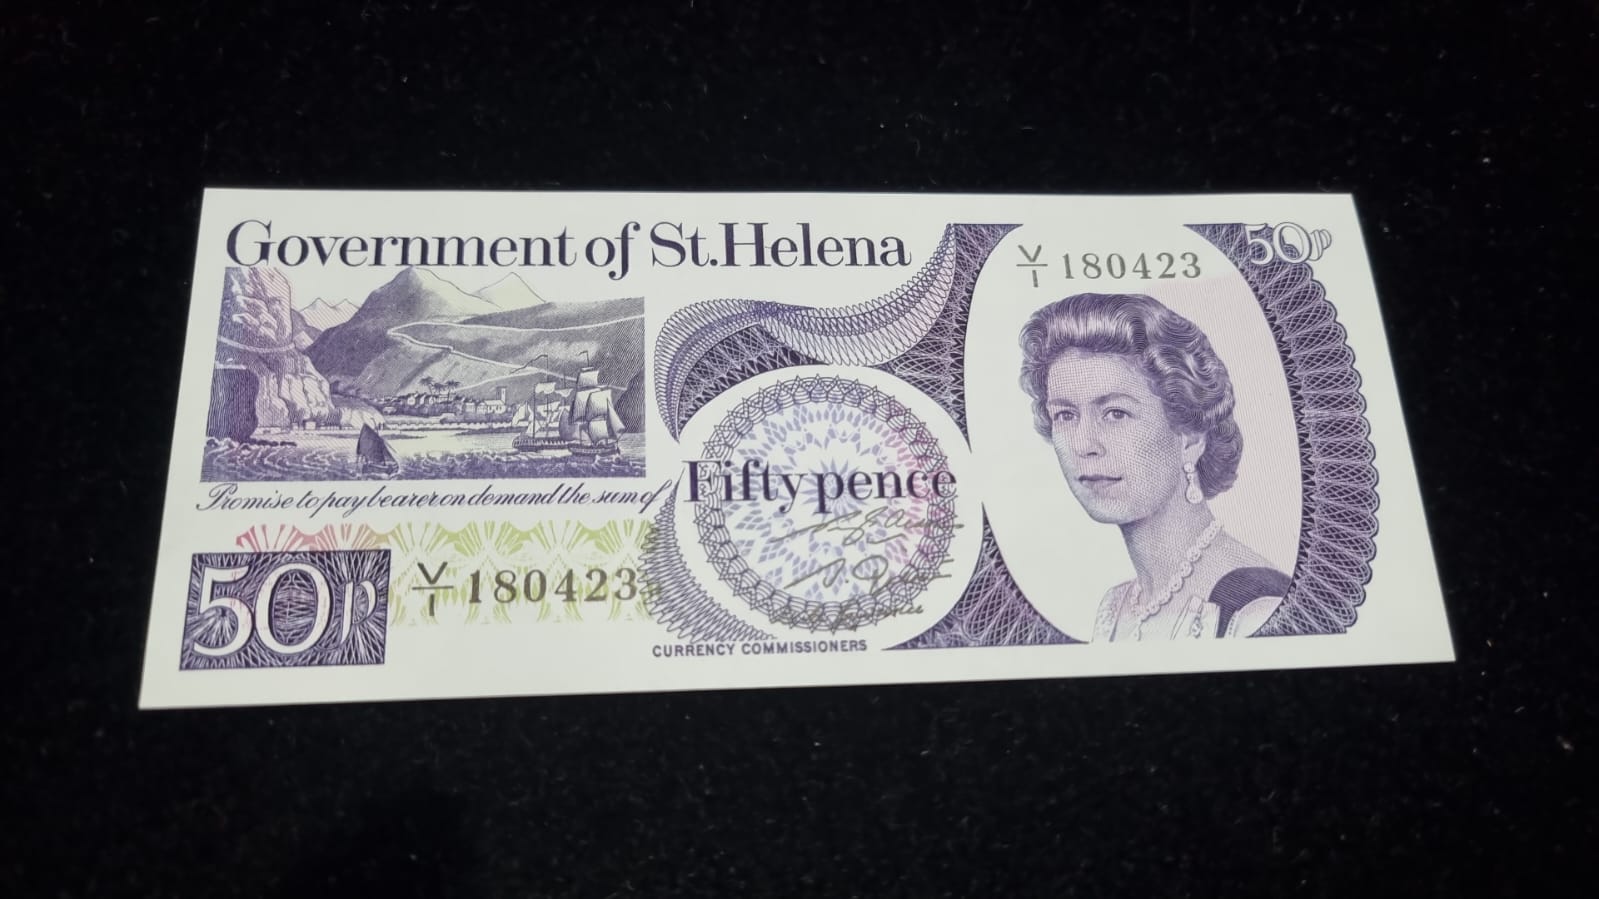 Government of St.Helena
V/1 180423
50p
Promise to pay bearer on demand the sum of
Fifty pence
50p
V/1 180423
CURRENCY COMMISSIONERS